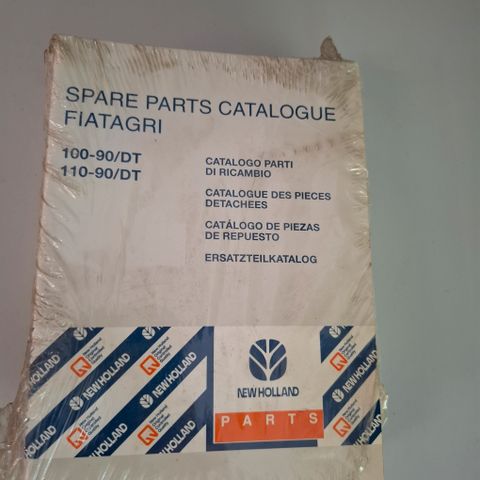 SPARE PARTS CATALOGUE
FIATAGRI
100-90/DT
110-90/DT
CATALOGO PARTI
DI RICAMBIO
CATALOGUE DES PIECES
DETACHEES
CATÁLOGO DE PIEZAS
DE REPUESTO
ERSATZTEILKATALOG
NEW HOLLAND
NEW HOLLAND
NEW HOLLAND
NEW HOLLAND
NEW HOLLAND
PARTS